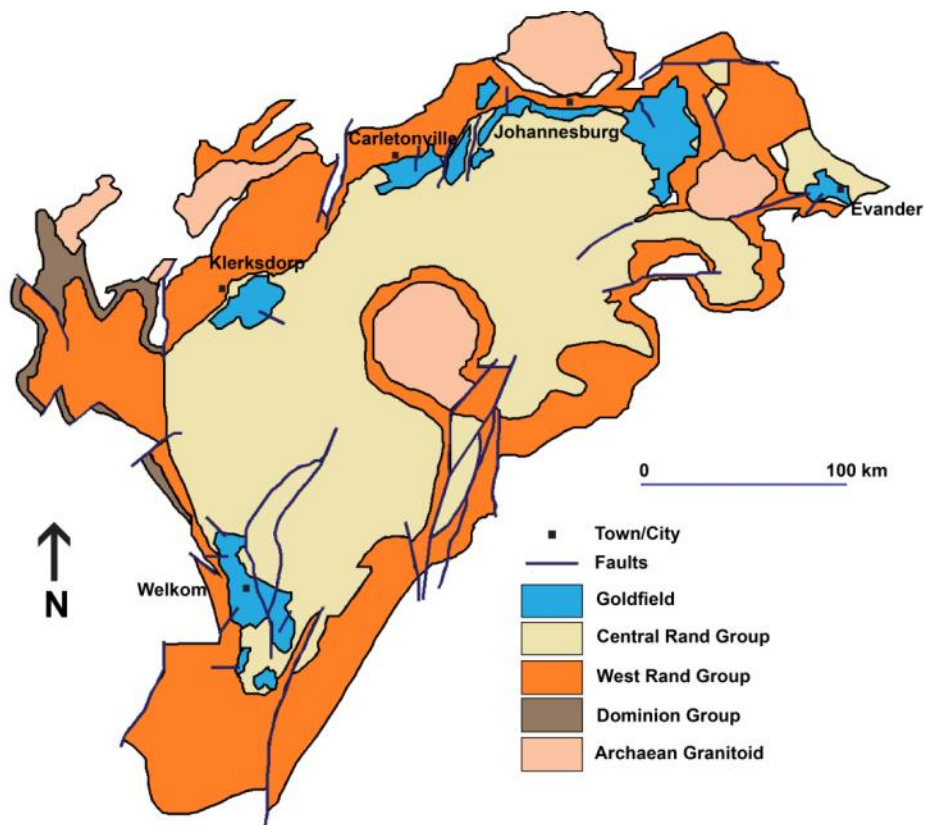 Carletonville
Johannesburg
Evander
Klerksdorp
0 100 km
Welkom
N
Town/City
Faults
Goldfield
Central Rand Group
West Rand Group
Dominion Group
Archaean Granitoid